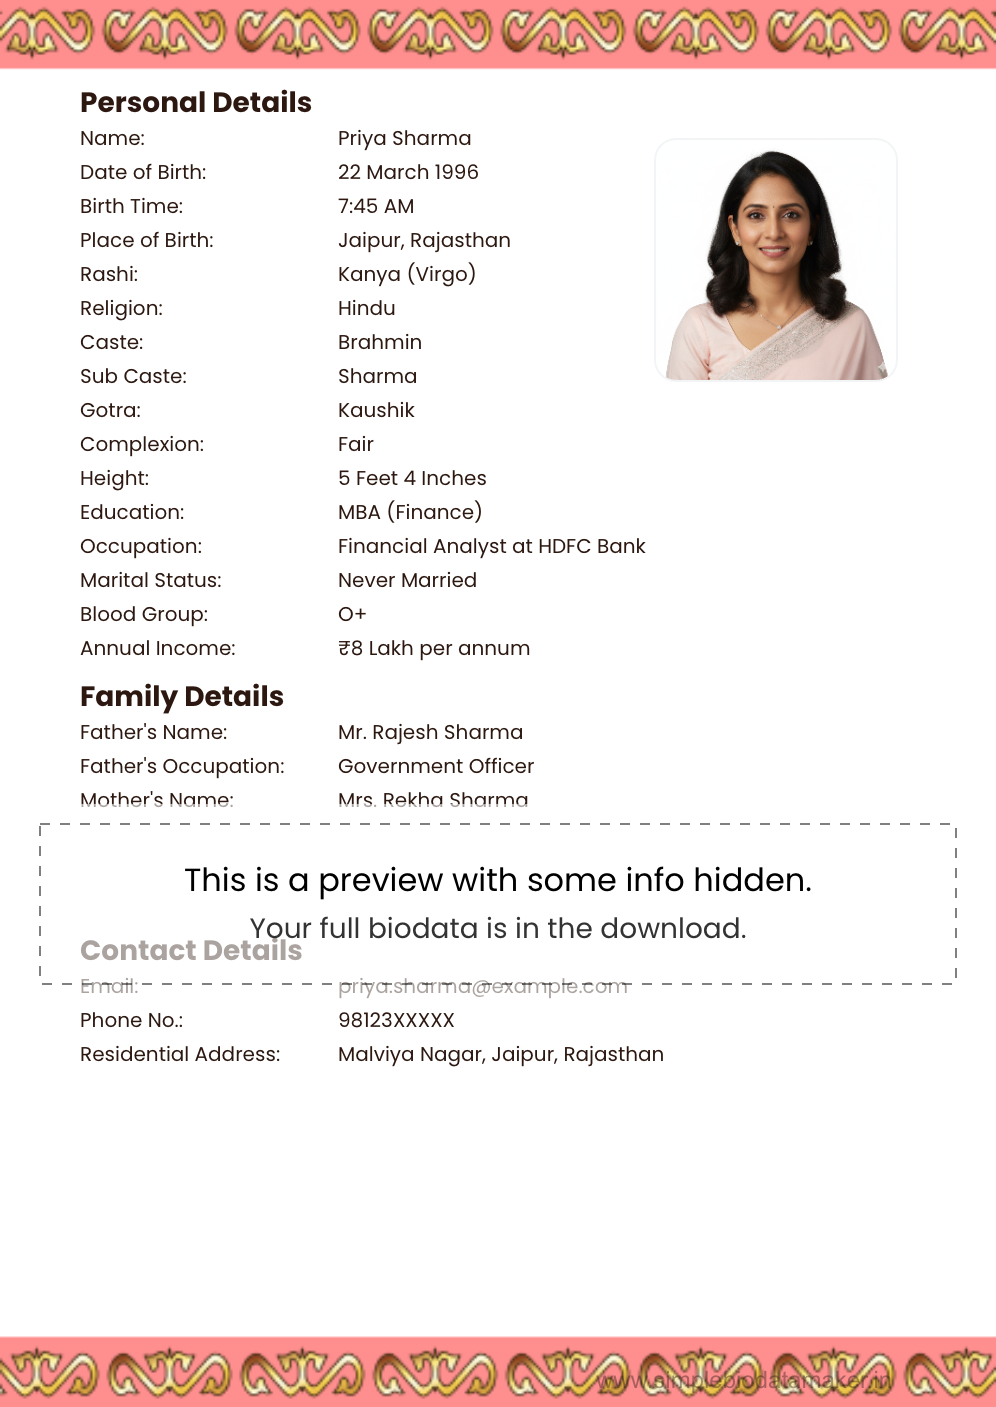 Personal Details
Name: Priya Sharma
Date of Birth: 22 March 1996
Birth Time: 7:45 AM
Place of Birth: Jaipur, Rajasthan
Rashi: Kanya (Virgo)
Religion: Hindu
Caste: Brahmin
Sub Caste: Sharma
Gotra: Kaushik
Complexion: Fair
Height: 5 Feet 4 Inches
Education: MBA (Finance)
Occupation: Financial Analyst at HDFC Bank
Marital Status: Never Married
Blood Group: O+
Annual Income: ₹8 Lakh per annum
Family Details
Father's Name: Mr. Rajesh Sharma
Father's Occupation: Government Officer
Mother's Name: Mrs. Rekha Sharma
This is a preview with some info hidden.
Your full biodata is in the download.
Contact Details
Email: priya.sharma@example.com
Phone No.: 98123XXXXX
Residential Address: Malviya Nagar, Jaipur, Rajasthan
www.simplebiodatamaker.in